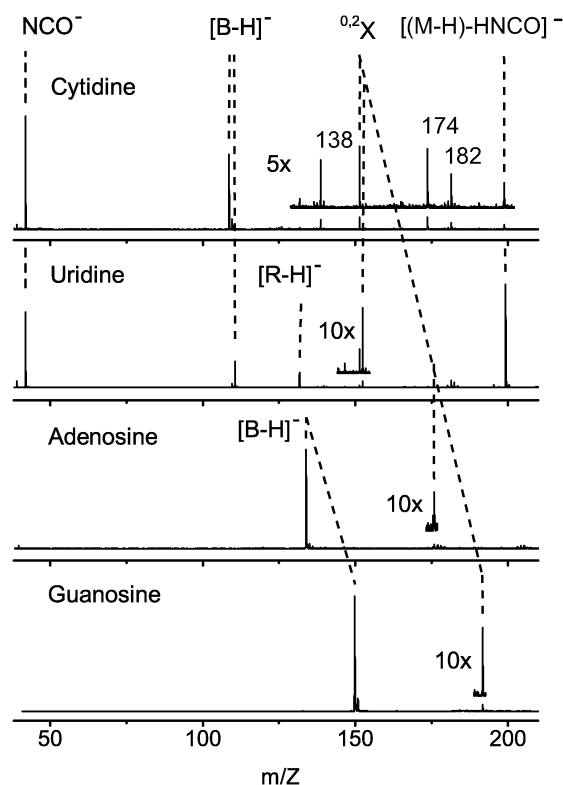 NCO⁻ [B-H]⁻ ⁰,²X [(M-H)-HNCO]⁻
Cytidine
138 174
5x 182
Uridine [R-H]⁻
10x
Adenosine [B-H]⁻
10x
Guanosine
10x
50 100 150 200
m/Z